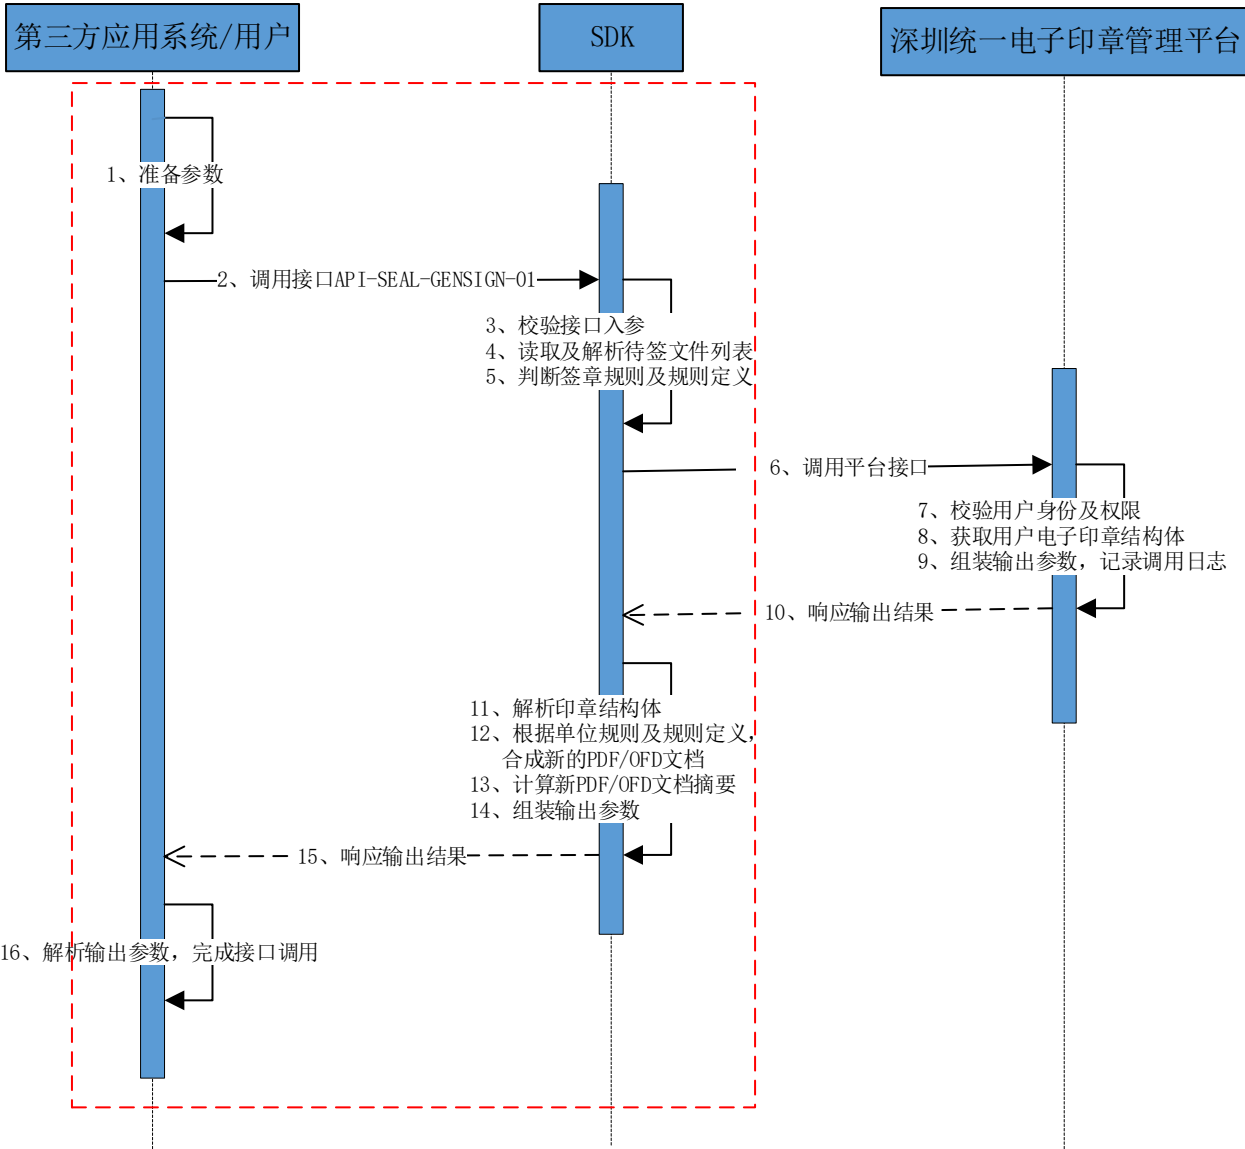 第三方应用系统/用户
SDK
深圳统一电子印章管理平台
1、准备参数
2、调用接口API-SEAL-GENSIGN-01
3、校验接口入参
4、读取及解析待签文件列表
5、判断签章规则及规则定义
6、调用平台接口
7、校验用户身份及权限
8、获取用户电子印章结构体
9、组装输出参数，记录调用日志
10、响应输出结果
11、解析印章结构体
12、根据单位规则及规则定义，
合成新的PDF/OFD文档
13、计算新PDF/OFD文档摘要
14、组装输出参数
15、响应输出结果
16、解析输出参数，完成接口调用